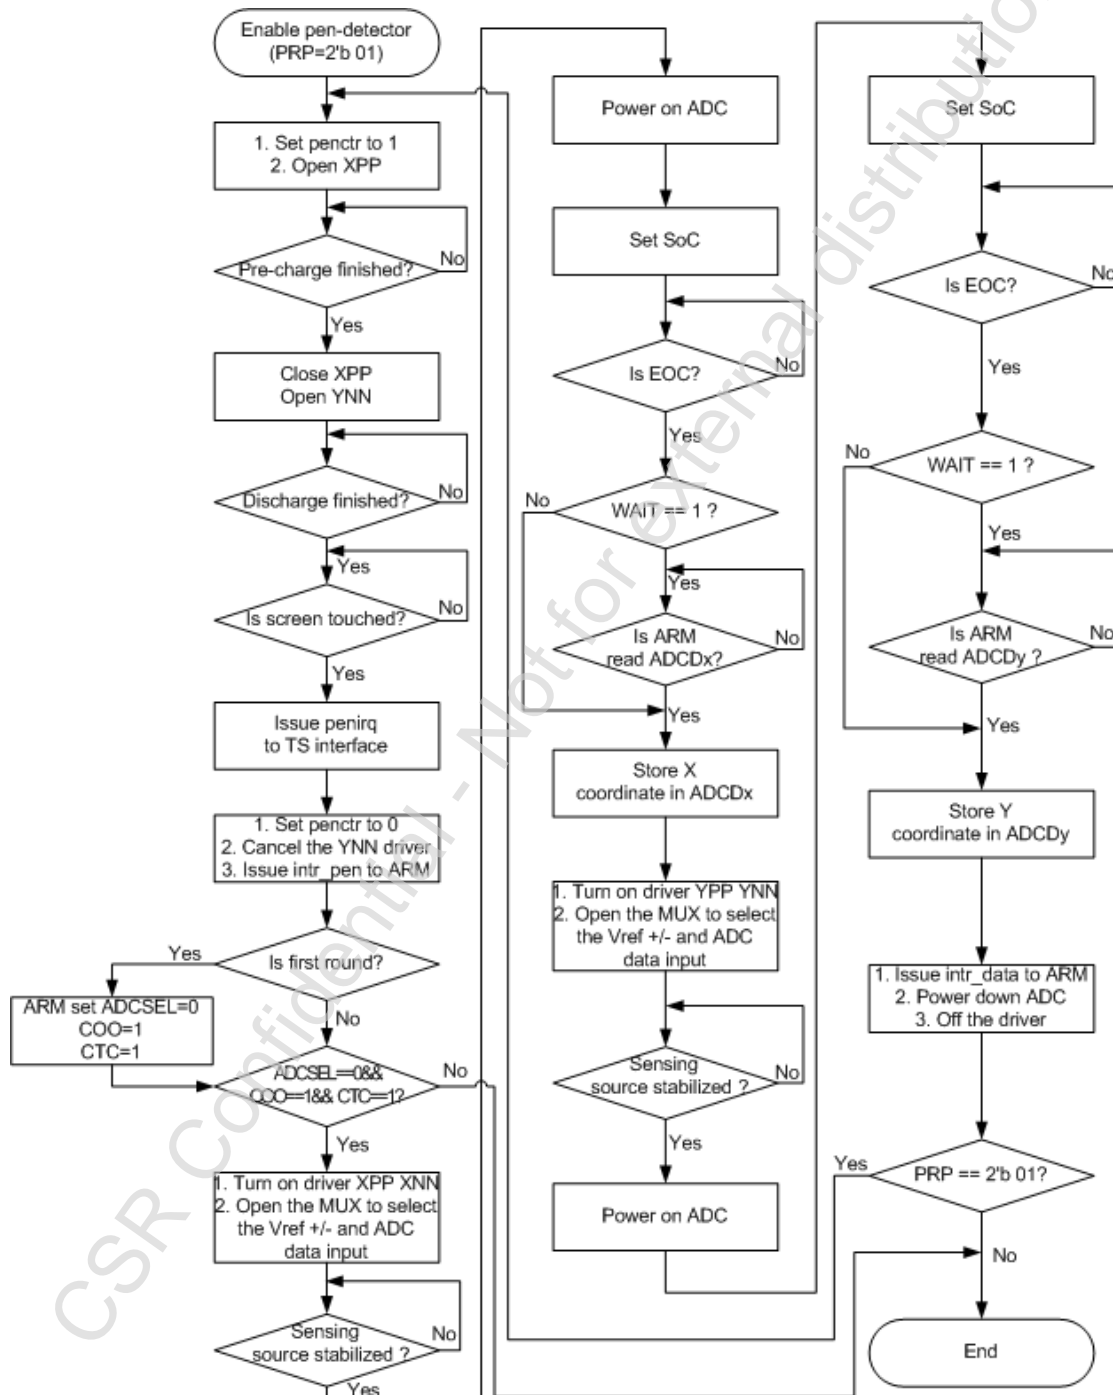 Enable pen-detector
(PRP=2'b 01)
1. Set penctr to 1
2. Open XPP
Pre-charge finished?
No
Yes
Close XPP
Open YNN
Discharge finished?
No
Yes
Is screen touched?
No
Yes
Issue penirq
to TS interface
1. Set penctr to 0
2. Cancel the YNN driver
3. Issue intr_pen to ARM
Is first round?
Yes
No
ARM set ADCSEL=0
COO=1
CTC=1
ADCSEL==0&&
COO==1&& CTC==1?
No
Yes
1. Turn on driver XPP XNN
2. Open the MUX to select
the Vref +/- and ADC
data input
Sensing
source stabilized ?
No
Yes
Power on ADC
Set SoC
Is EOC?
No
Yes
WAIT == 1 ?
No
Yes
Is ARM
read ADCDx?
No
Yes
Store X
coordinate in ADCDx
1. Turn on driver YPP YNN
2. Open the MUX to select
the Vref +/- and ADC
data input
Sensing
source stabilized ?
No
Yes
Power on ADC
Set SoC
Is EOC?
No
Yes
WAIT == 1 ?
No
Yes
Is ARM
read ADCDy ?
No
Yes
Store Y
coordinate in ADCDy
1. Issue intr_data to ARM
2. Power down ADC
3. Off the driver
PRP == 2'b 01?
Yes
No
End
CSR Confidential - Not for external distribution